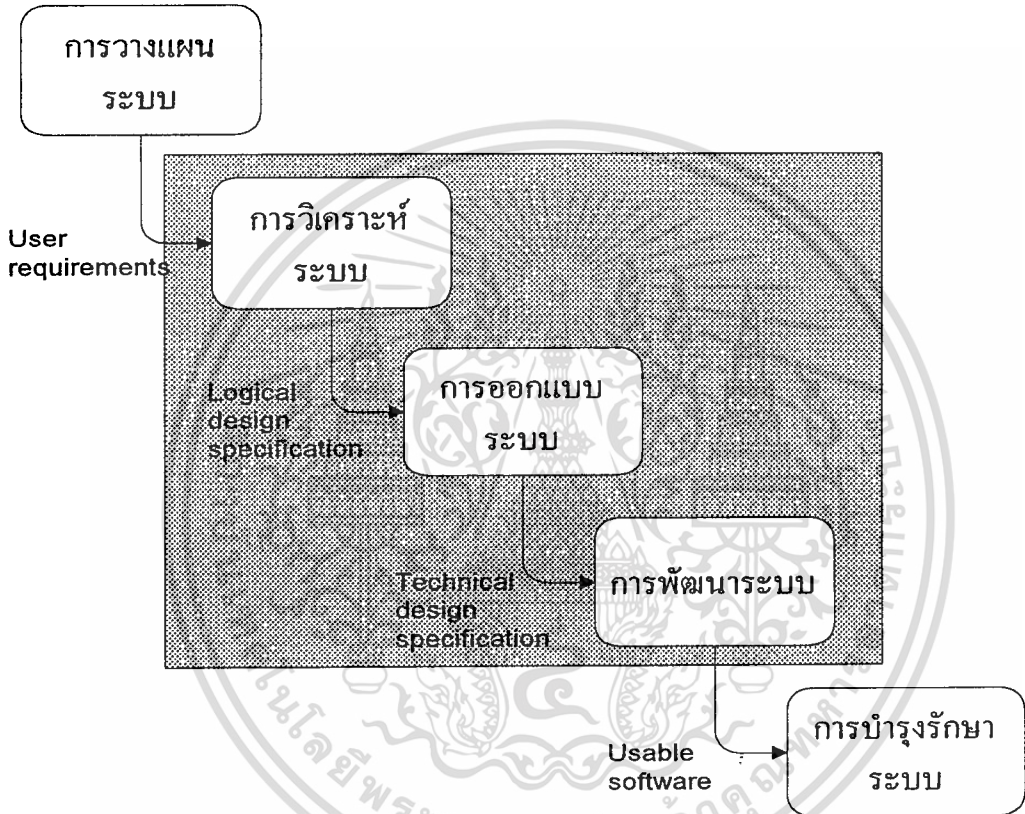 การวางแผน
ระบบ
User
requirements
การวิเคราะห์
ระบบ
Logical
design
specification
การออกแบบ
ระบบ
Technical
design
specification
การพัฒนาระบบ
Usable
software
การบำรุงรักษา
ระบบ